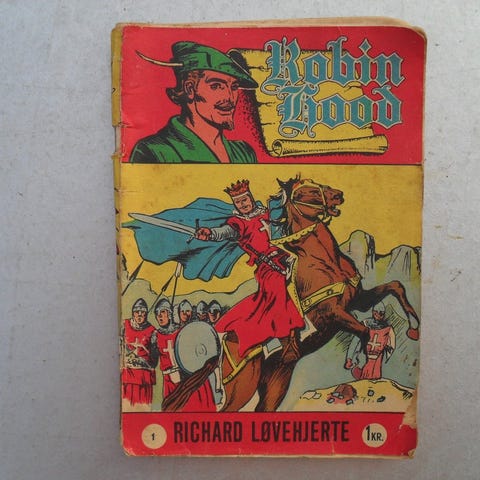 Robin
Hood
1 RICHARD LØVEHJERTE 1 KR.